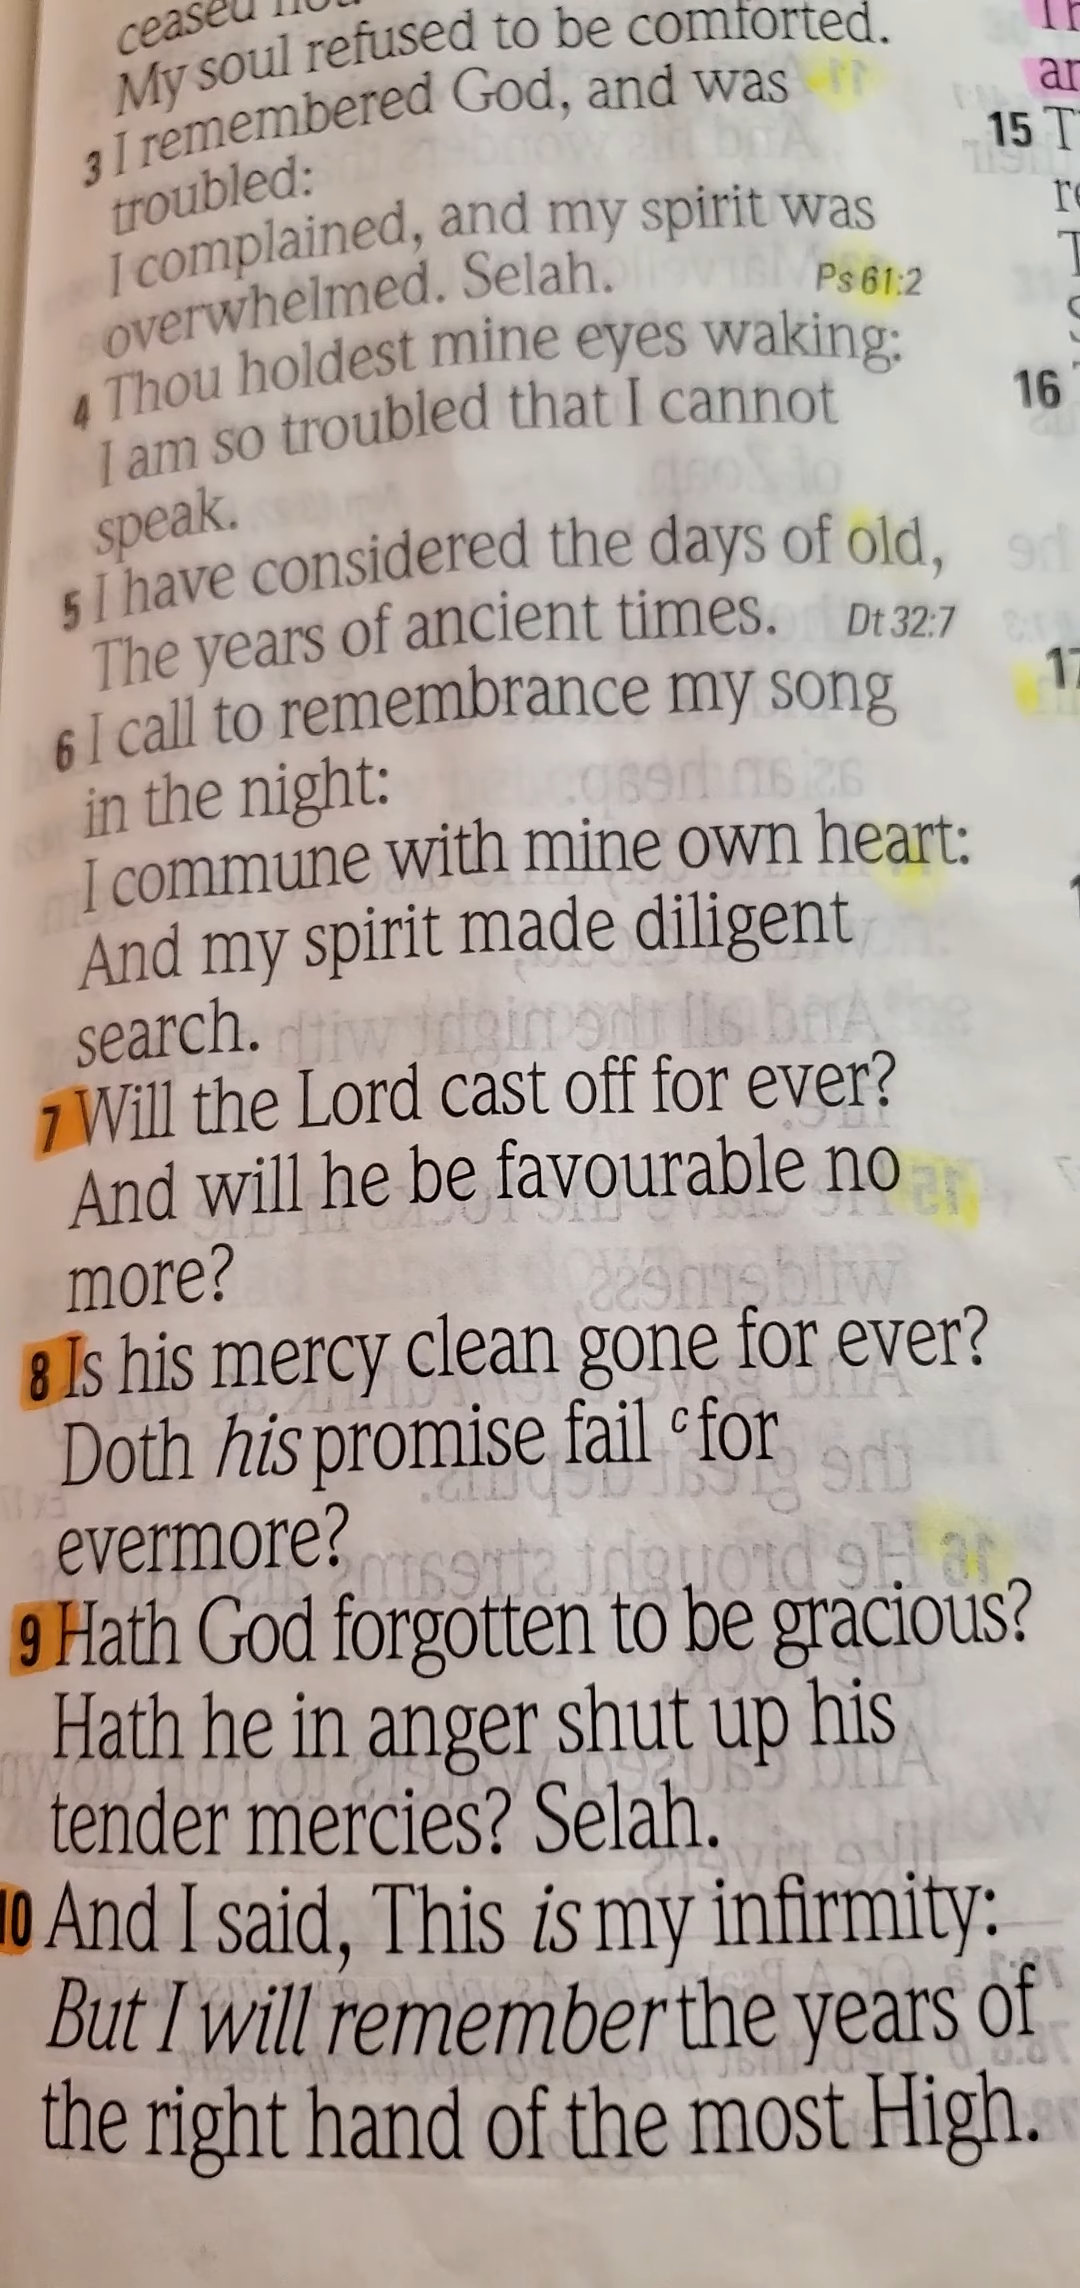 ceased
My soul refused to be comforted.
3 I remembered God, and was
troubled:
I complained, and my spirit was
overwhelmed. Selah. Ps 61:2
4 Thou holdest mine eyes waking:
I am so troubled that I cannot
speak.
5 I have considered the days of old,
The years of ancient times. Dt 32:7
6 I call to remembrance my song
in the night:
I commune with mine own heart:
And my spirit made diligent
search.
7 Will the Lord cast off for ever?
And will he be favourable no
more?
8 Is his mercy clean gone for ever?
Doth his promise fail c for
evermore?
9 Hath God forgotten to be gracious?
Hath he in anger shut up his
tender mercies? Selah.
10 And I said, This is my infirmity:
But I will remember the years of
the right hand of the most High.
15
16
17